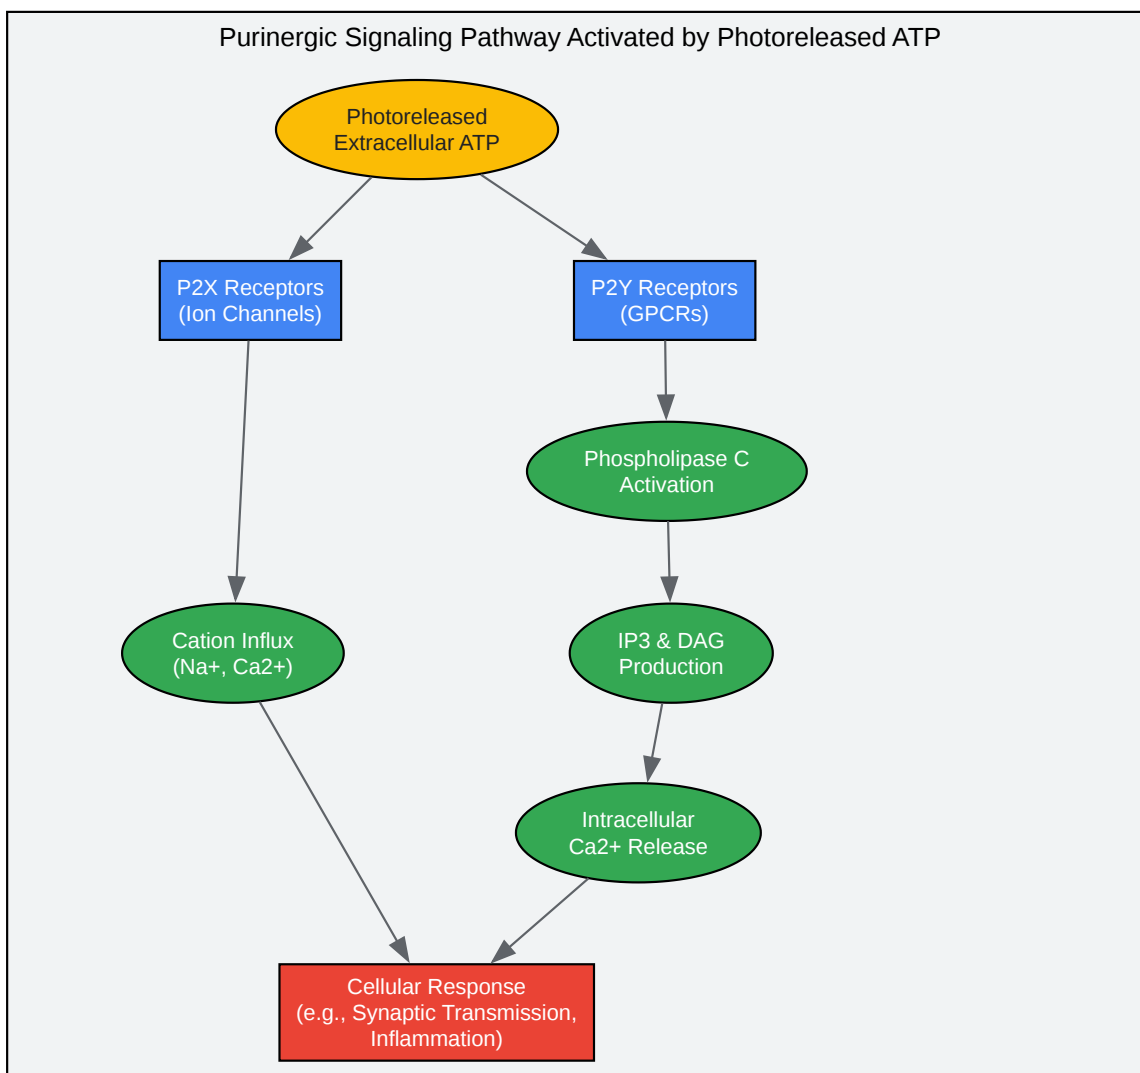 Purinergic Signaling Pathway Activated by Photoreleased ATP
Photoreleased
Extracellular ATP
P2X Receptors
(Ion Channels)
P2Y Receptors
(GPCRs)
Phospholipase C
Activation
Cation Influx
(Na+, Ca2+)
IP3 & DAG
Production
Intracellular
Ca2+ Release
Cellular Response
(e.g., Synaptic Transmission,
Inflammation)